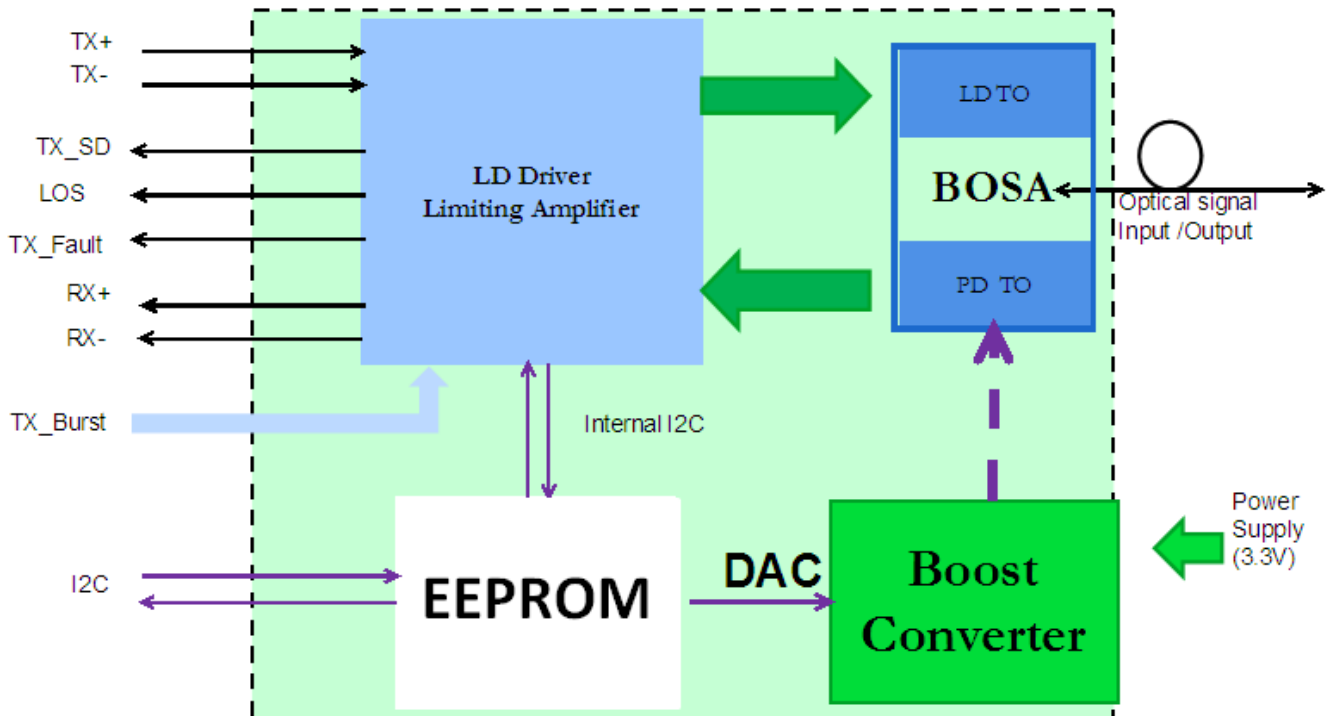 TX+
TX-
TX_SD
LOS
TX_Fault
RX+
RX-
TX_Burst
I2C
LD Driver
Limiting Amplifier
LD TO
BOSA
PD TO
Optical signal
Input /Output
Internal I2C
EEPROM
DAC
Boost
Converter
Power
Supply
(3.3V)